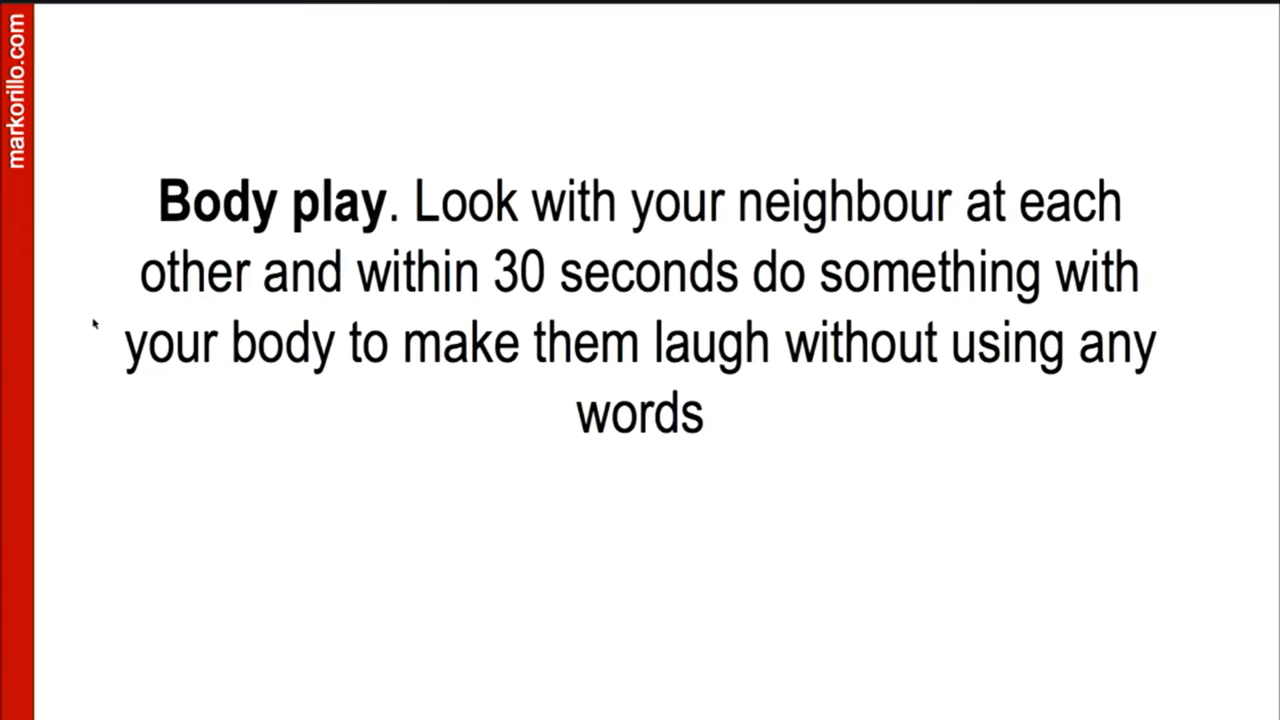 markorillo.com
Body play. Look with your neighbour at each
other and within 30 seconds do something with
your body to make them laugh without using any
words